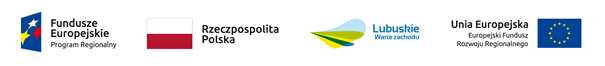 Fundusze
Europejskie
Program Regionalny
Rzeczpospolita
Polska
Lubuskie
Warte zachodu
Unia Europejska
Europejski Fundusz
Rozwoju Regionalnego